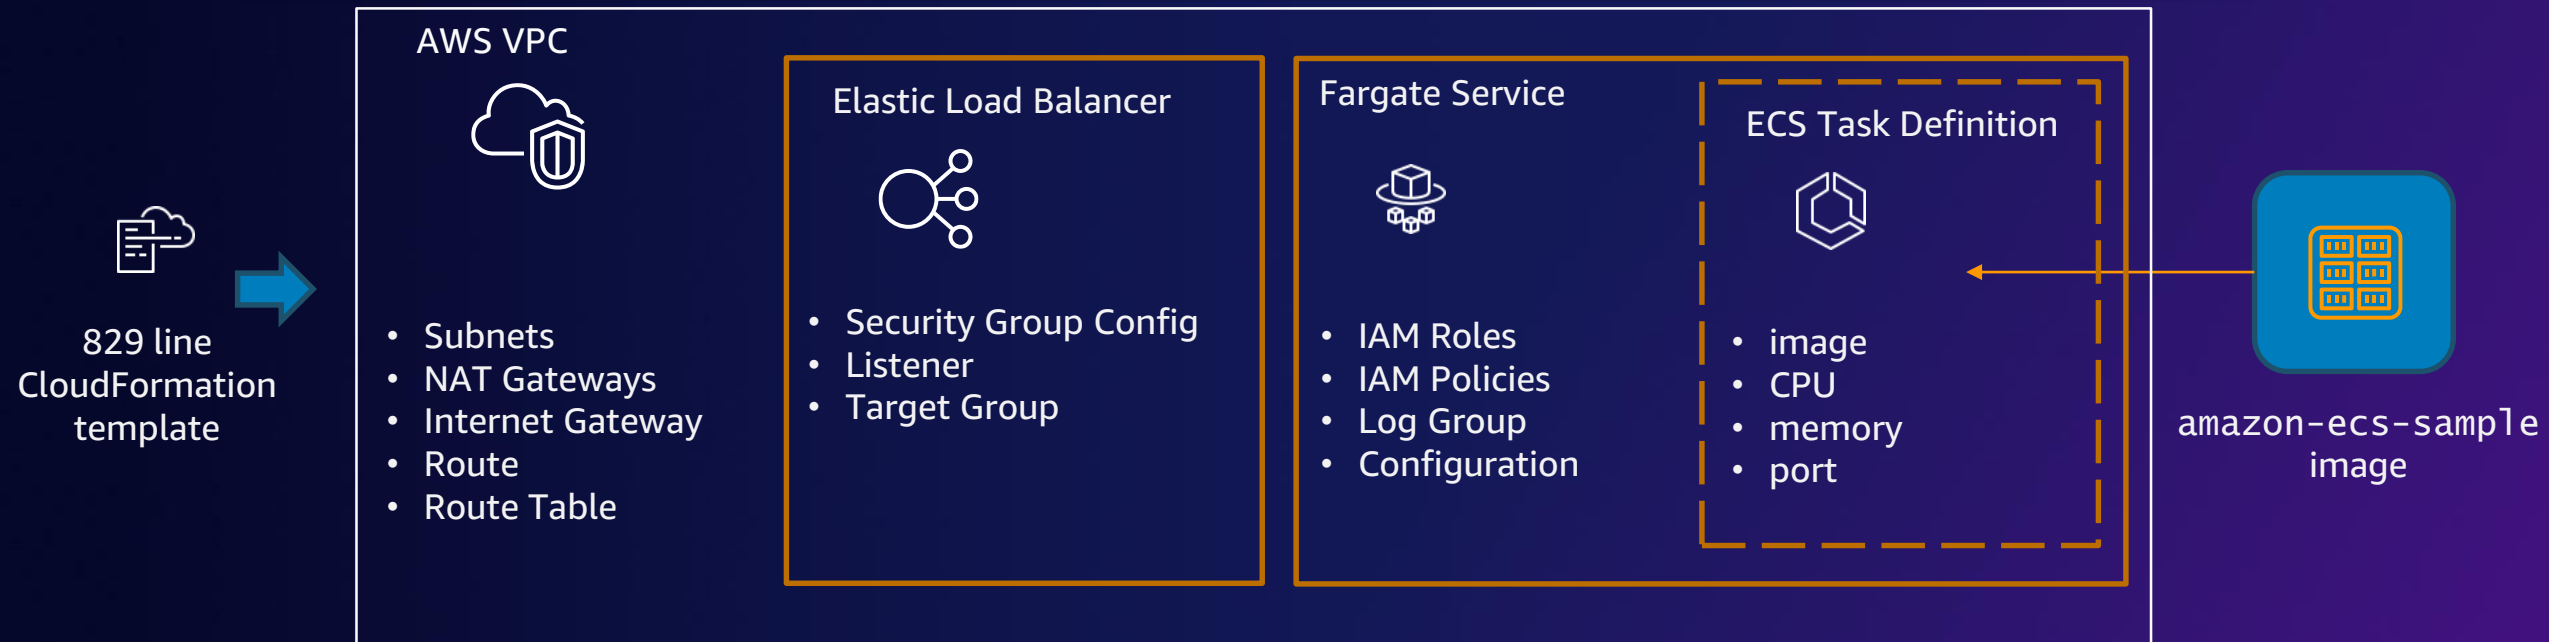 829 line
CloudFormation
template
AWS VPC
• Subnets
• NAT Gateways
• Internet Gateway
• Route
• Route Table
Elastic Load Balancer
• Security Group Config
• Listener
• Target Group
Fargate Service
• IAM Roles
• IAM Policies
• Log Group
• Configuration
ECS Task Definition
• image
• CPU
• memory
• port
amazon-ecs-sample
image